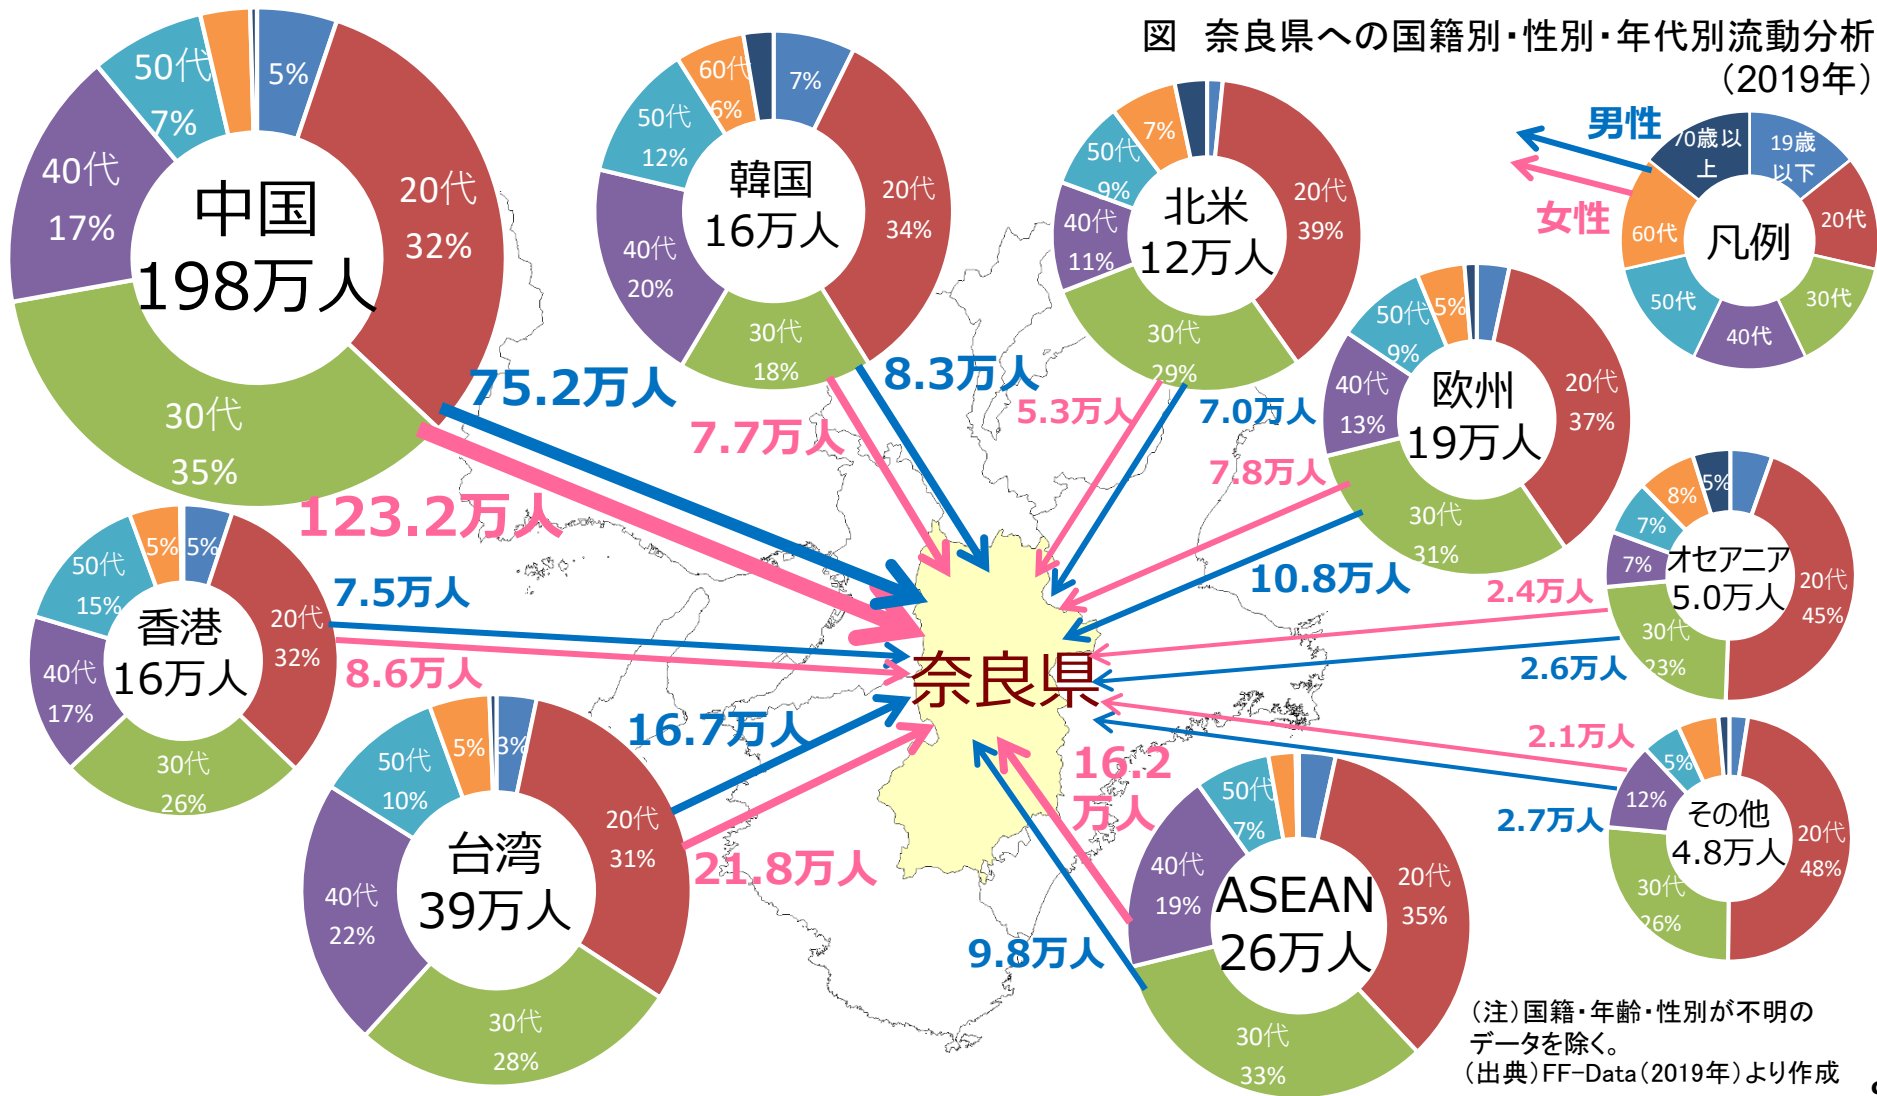 図　奈良県への国籍別・性別・年代別流動分析
（2019年）
男性
女性
70歳以
上
19歳
以下
20代
30代
40代
50代
60代
凡例
中国
198万人
5%
20代
32%
30代
35%
40代
17%
50代
7%
75.2万人
123.2万人
韓国
16万人
7%
20代
34%
30代
18%
40代
20%
50代
12%
60代
6%
8.3万人
7.7万人
北米
12万人
20代
39%
30代
29%
40代
11%
50代
9%
7%
5.3万人
7.0万人
欧州
19万人
20代
37%
30代
31%
40代
13%
50代
9%
5%
7.8万人
10.8万人
オセアニア
5.0万人
20代
45%
30代
23%
7%
7%
8%
5%
2.4万人
2.6万人
その他
4.8万人
20代
48%
30代
26%
12%
5%
2.1万人
2.7万人
香港
16万人
5%
20代
32%
30代
26%
40代
17%
50代
15%
5%
7.5万人
8.6万人
台湾
39万人
3%
20代
31%
30代
28%
40代
22%
50代
10%
5%
16.7万人
21.8万人
ASEAN
26万人
20代
35%
30代
33%
40代
19%
50代
7%
16.2
万人
9.8万人
奈良県
（注）国籍・年齢・性別が不明の
データを除く。
（出典）FF-Data（2019年）より作成